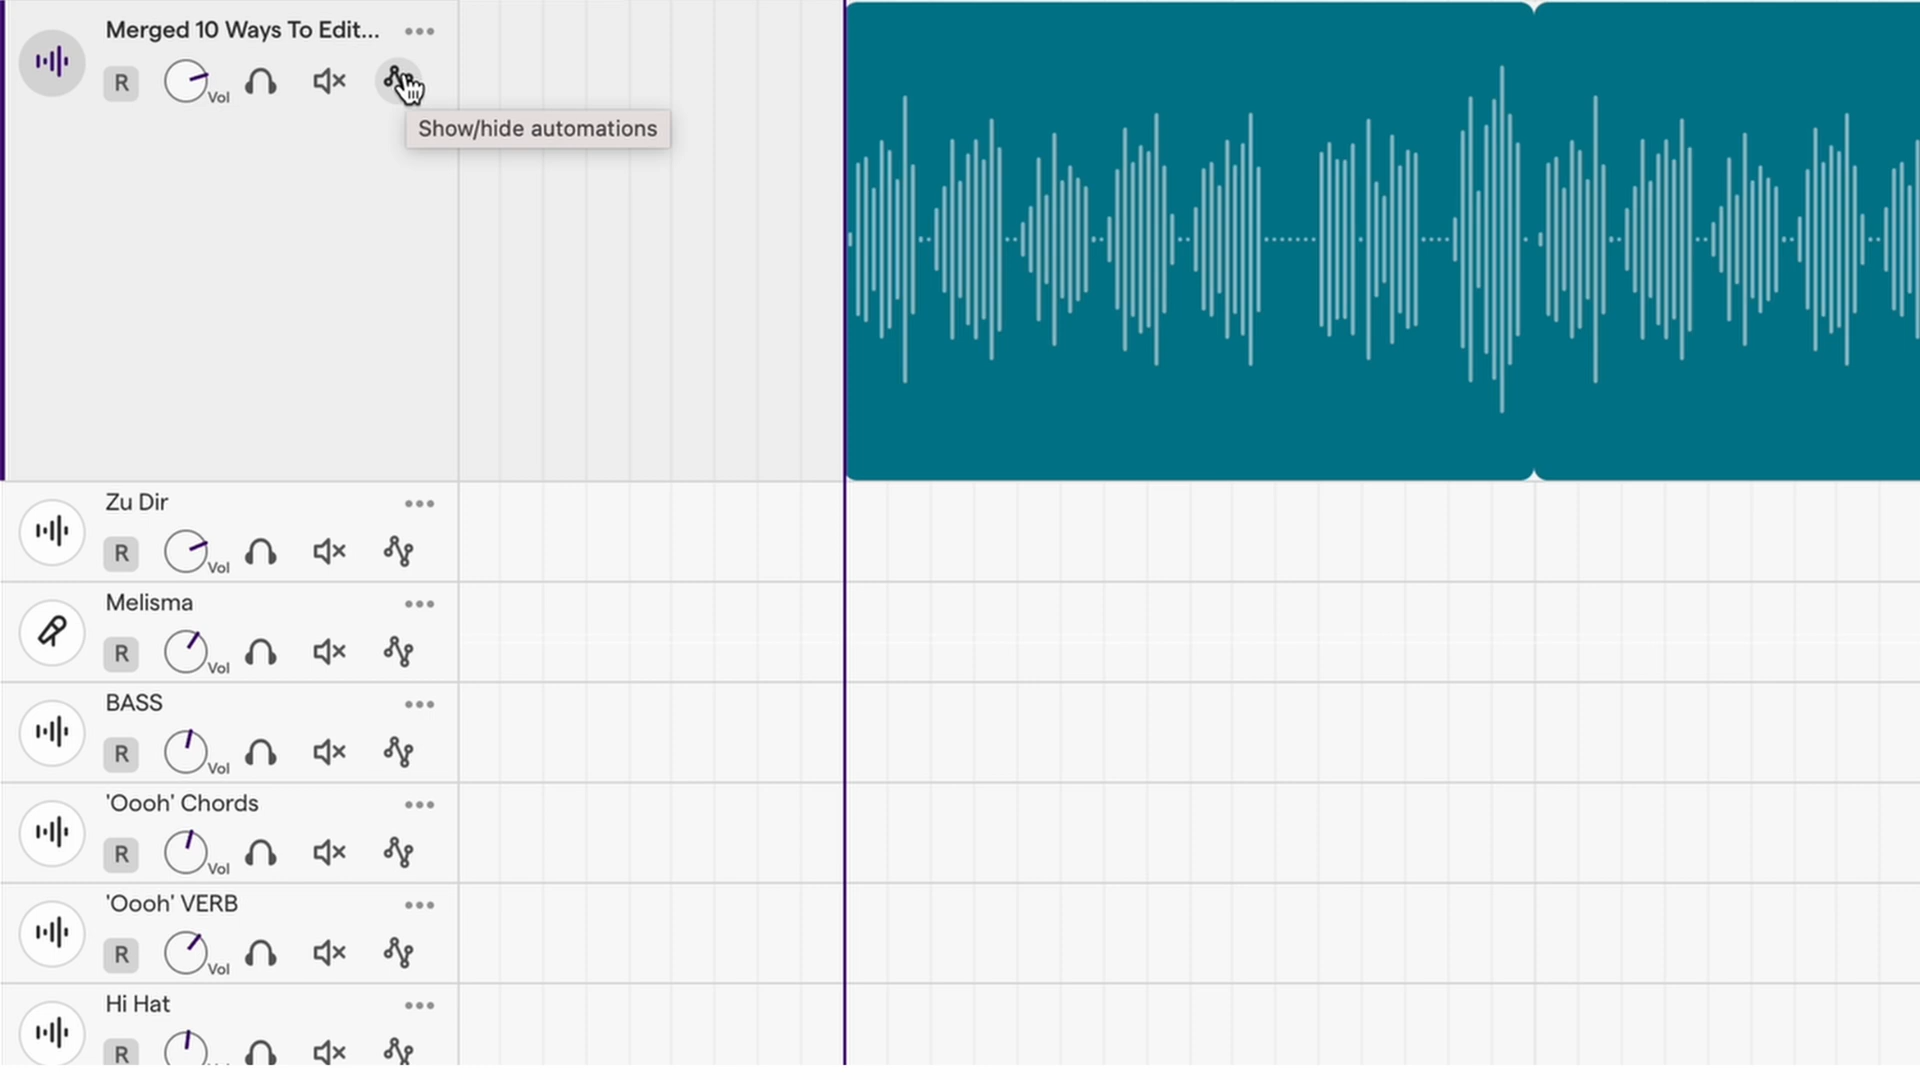 Merged 10 Ways To Edit...
R Vol
Show/hide automations
Zu Dir
R Vol
Melisma
R Vol
BASS
R Vol
'Oooh' Chords
R Vol
'Oooh' VERB
R Vol
Hi Hat
R